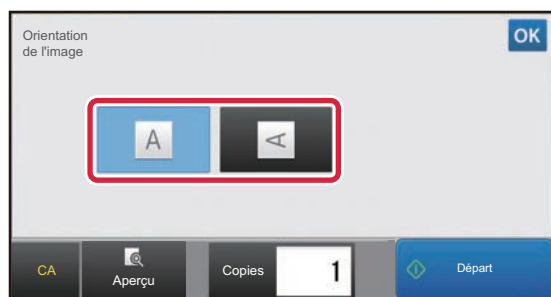 Orientation
de l'image
OK
A
A
CA
Aperçu
Copies
1
Départ